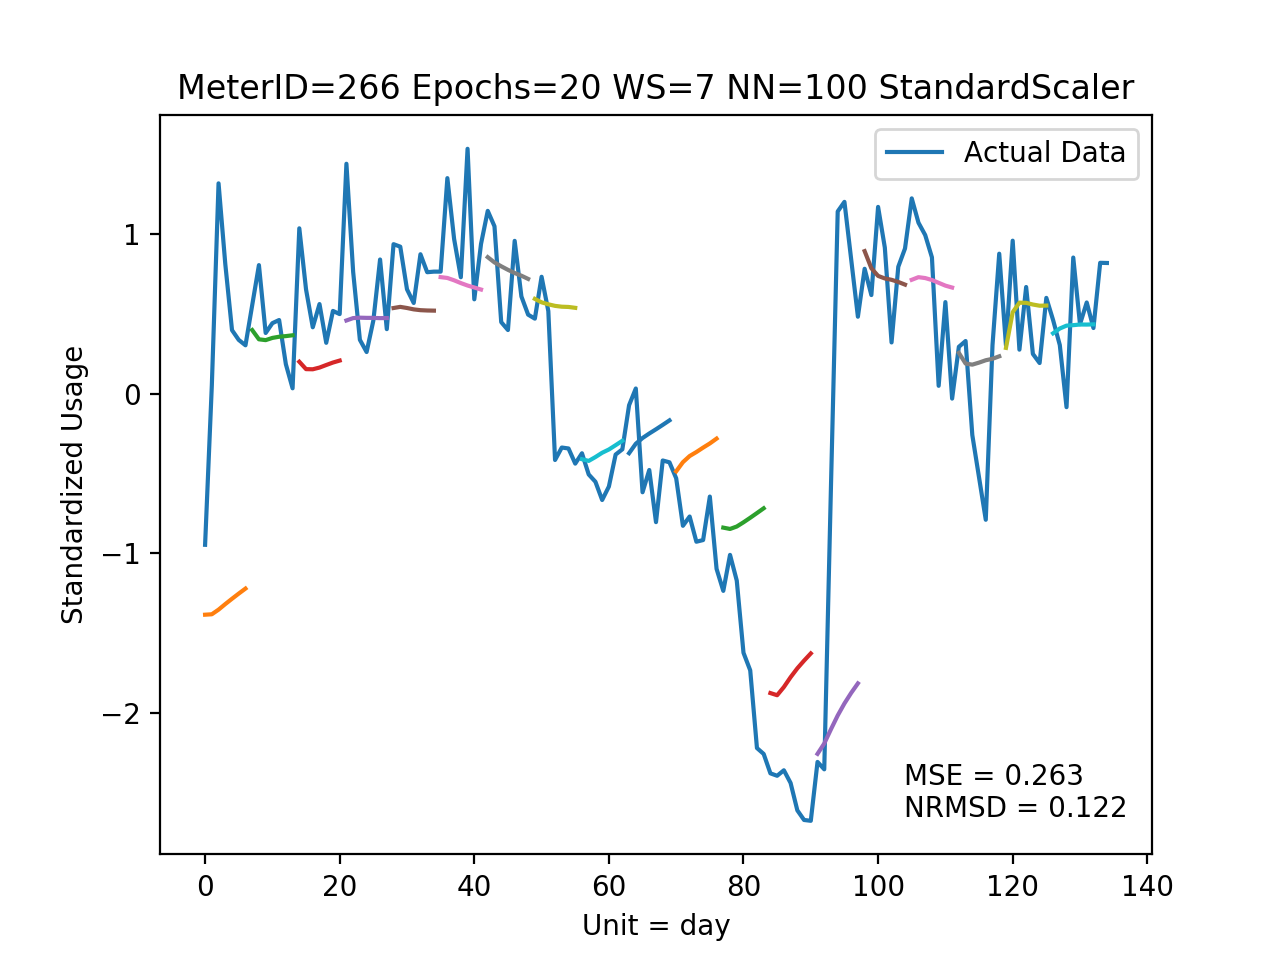 MeterID=266 Epochs=20 WS=7 NN=100 StandardScaler
Actual Data
1
0
−1
−2
Standardized Usage
MSE = 0.263
NRMSD = 0.122
0 20 40 60 80 100 120 140
Unit = day